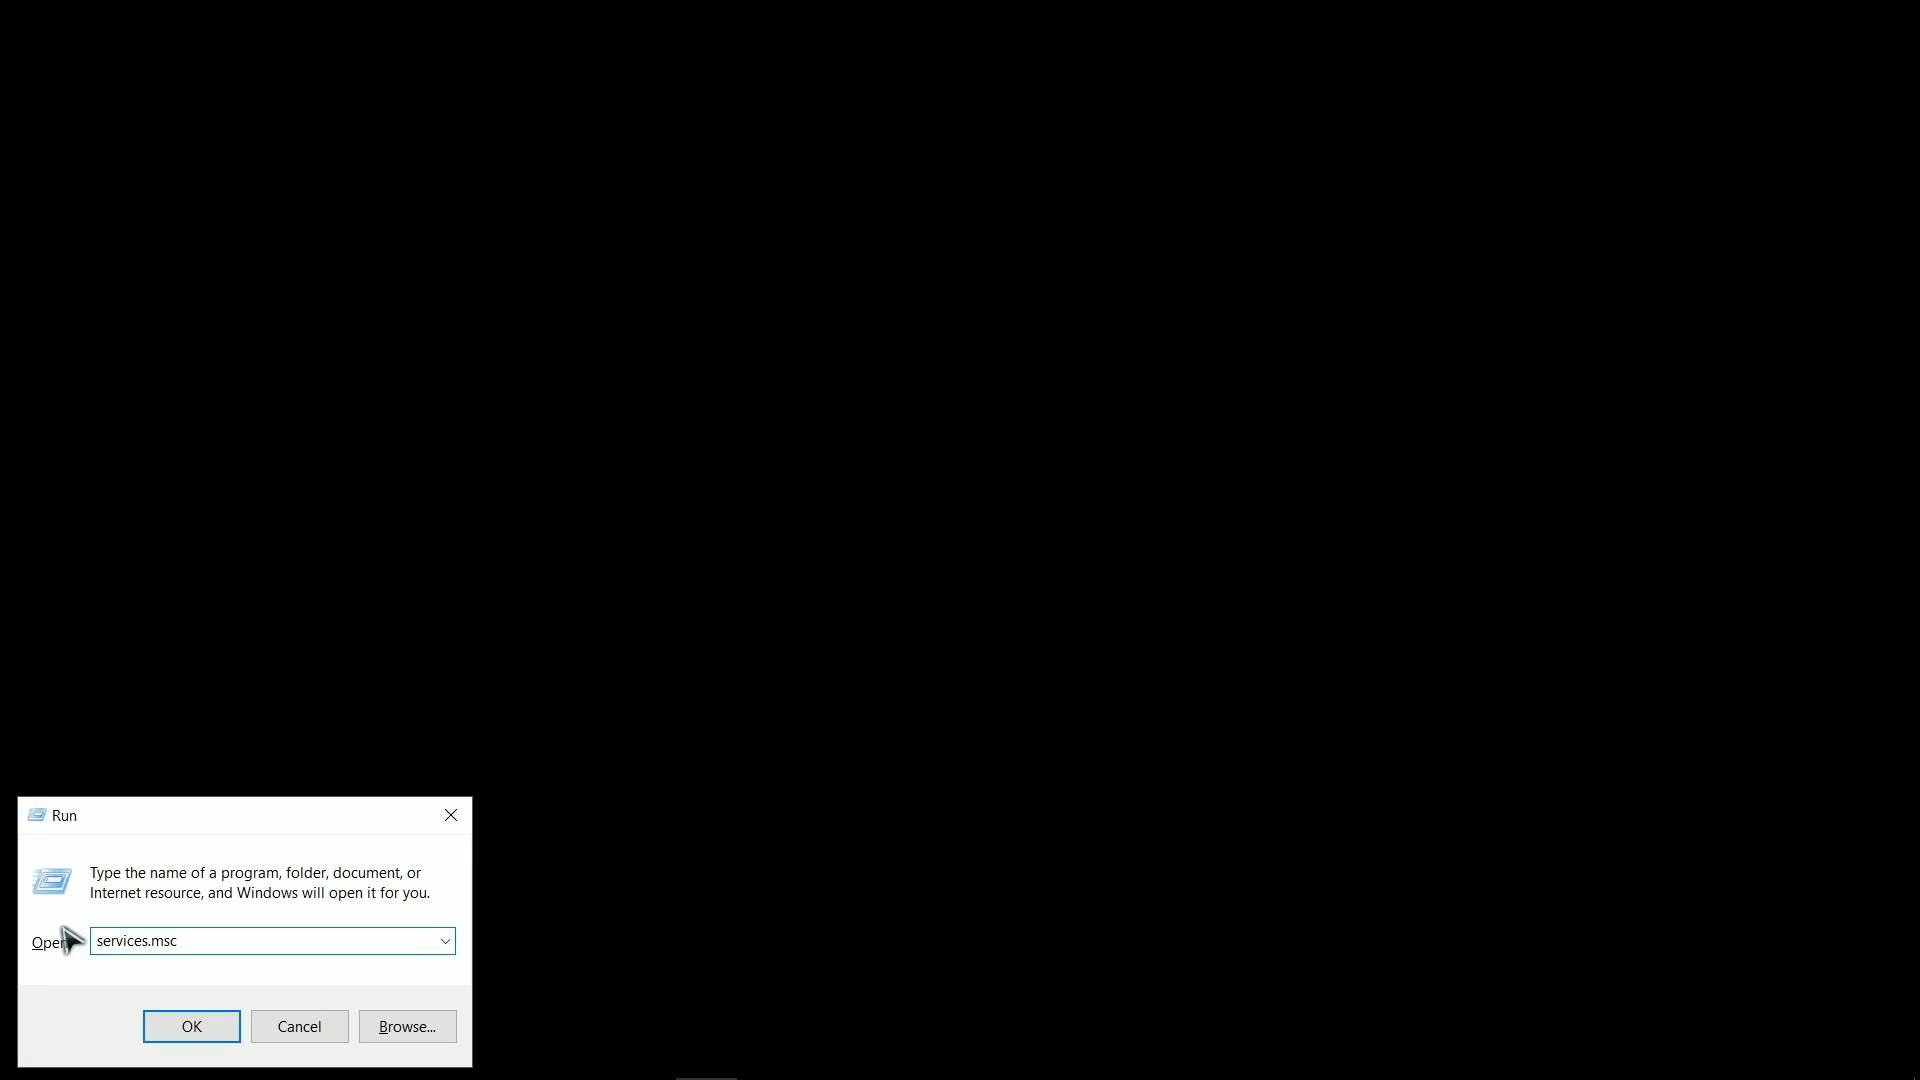 Run
Type the name of a program, folder, document, or
Internet resource, and Windows will open it for you.
Open
services.msc
OK
Cancel
Browse...